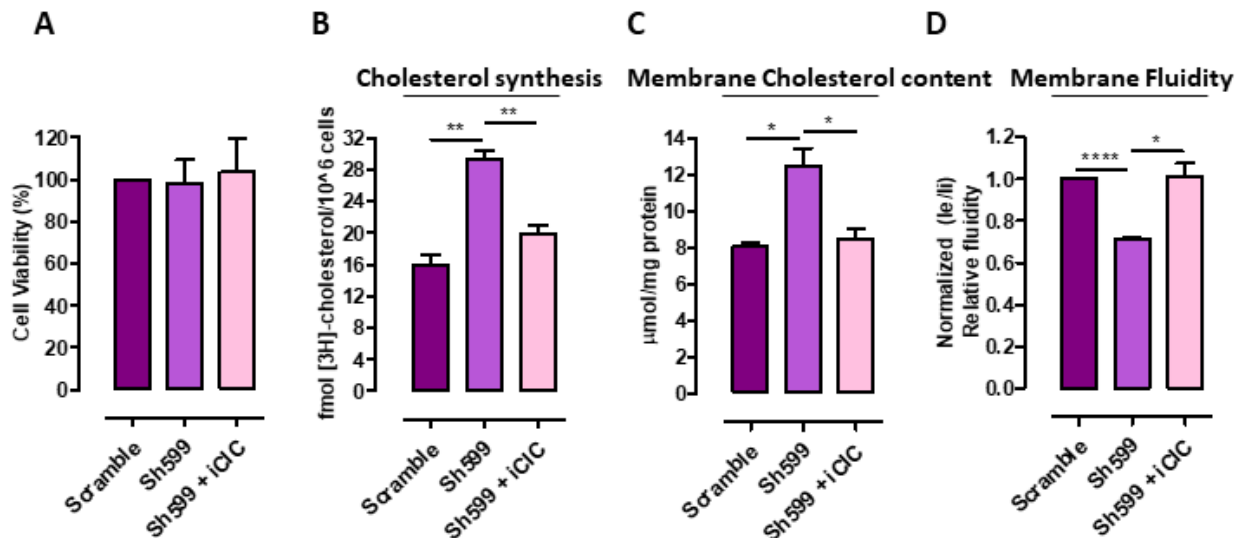 A
Cell Viability (%)
120
100
80
60
40
20
0
Scramble
Sh599
Sh599 + iCIC
B
Cholesterol synthesis
fmol [3H]-cholesterol/10^6 cells
32
28
24
20
16
12
8
4
0
** **
Scramble
Sh599
Sh599 + iCIC
C
Membrane Cholesterol content
μmol/mg protein
14
12
10
8
6
4
2
0
* *
Scramble
Sh599
Sh599 + iCIC
D
Membrane Fluidity
Normalized (Ie/Ii)
Relative fluidity
1.2
1.0
0.8
0.6
0.4
0.2
0.0
**** *
Scramble
Sh599
Sh599 + iCIC